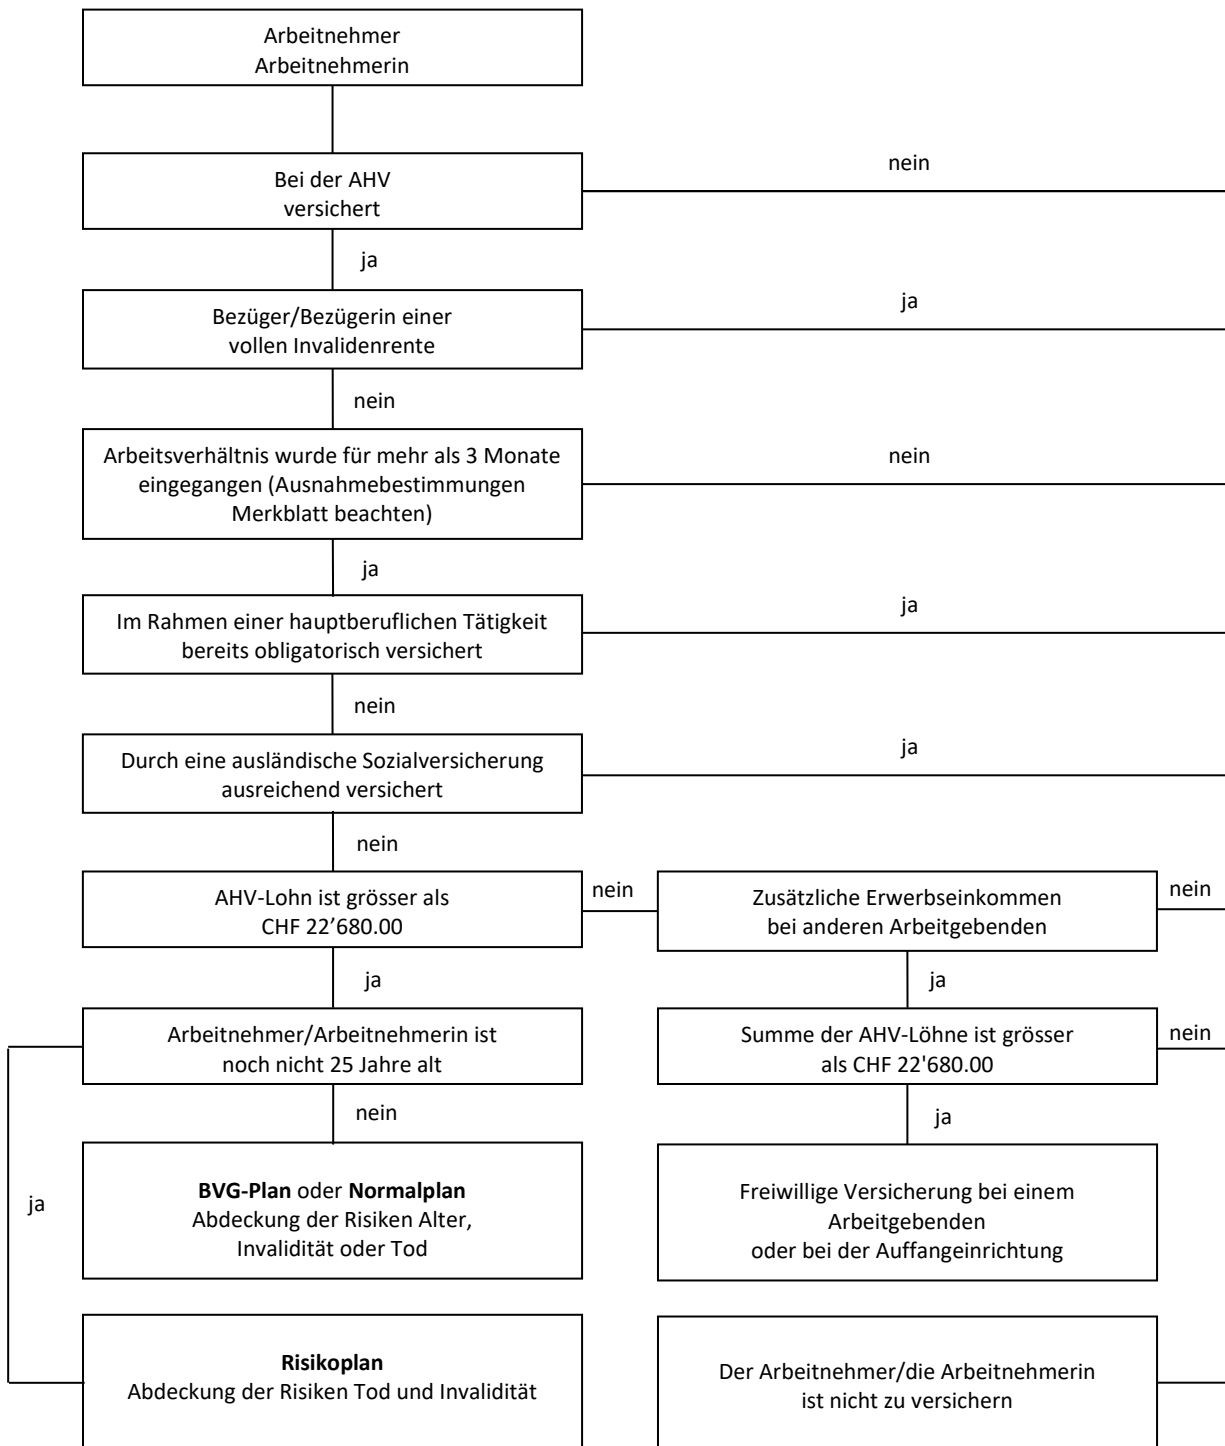 Arbeitnehmer
Arbeitnehmerin
Bei der AHV
versichert
nein
ja
Bezüger/Bezügerin einer
vollen Invalidenrente
ja
nein
Arbeitsverhältnis wurde für mehr als 3 Monate
eingegangen (Ausnahmebestimmungen
Merkblatt beachten)
nein
ja
Im Rahmen einer hauptberuflichen Tätigkeit
bereits obligatorisch versichert
ja
nein
Durch eine ausländische Sozialversicherung
ausreichend versichert
ja
nein
AHV-Lohn ist grösser als
CHF 22’680.00
nein
Zusätzliche Erwerbseinkommen
bei anderen Arbeitgebenden
nein
ja
ja
Arbeitnehmer/Arbeitnehmerin ist
noch nicht 25 Jahre alt
Summe der AHV-Löhne ist grösser
als CHF 22'680.00
nein
nein
ja
ja
BVG-Plan oder Normalplan
Abdeckung der Risiken Alter,
Invalidität oder Tod
Freiwillige Versicherung bei einem
Arbeitgebenden
oder bei der Auffangeinrichtung
Risikoplan
Abdeckung der Risiken Tod und Invalidität
Der Arbeitnehmer/die Arbeitnehmerin
ist nicht zu versichern